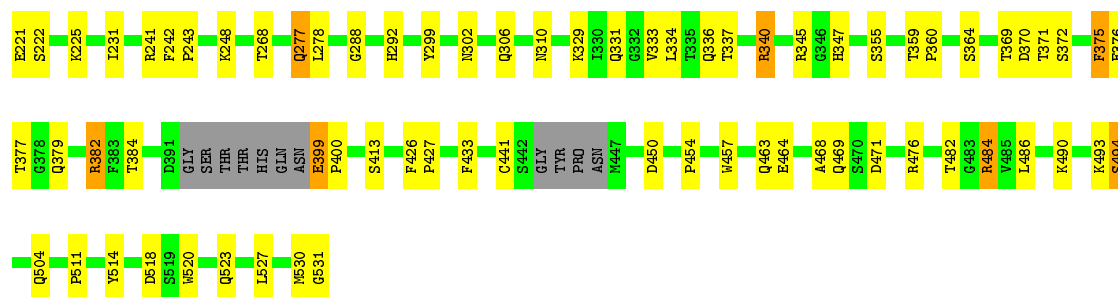 E221 S222 K225 I231 R241 F242 P243 K248 T268 Q277 L278 G288 H292 Y299 N302 Q306 N310 K329 I330 Q331 G332 V333 L334 T335 Q336 T337 R340 R345 G346 H347 S355 T359 P360 S364 T369 D370 T371 S372 F375 E376
T377 G378 Q379 R382 F383 T384 D391 GLY SER THR THR HIS GLN ASN E399 P400 S413 F426 P427 F433 C441 S442 GLY TYR PRO ASN M447 D450 P454 W457 Q463 E464 A468 Q469 S470 D471 R476 T482 G483 R484 V485 L486 K490 K493 S494
Q504 P511 Y514 D518 S519 W520 Q523 L527 M530 G531